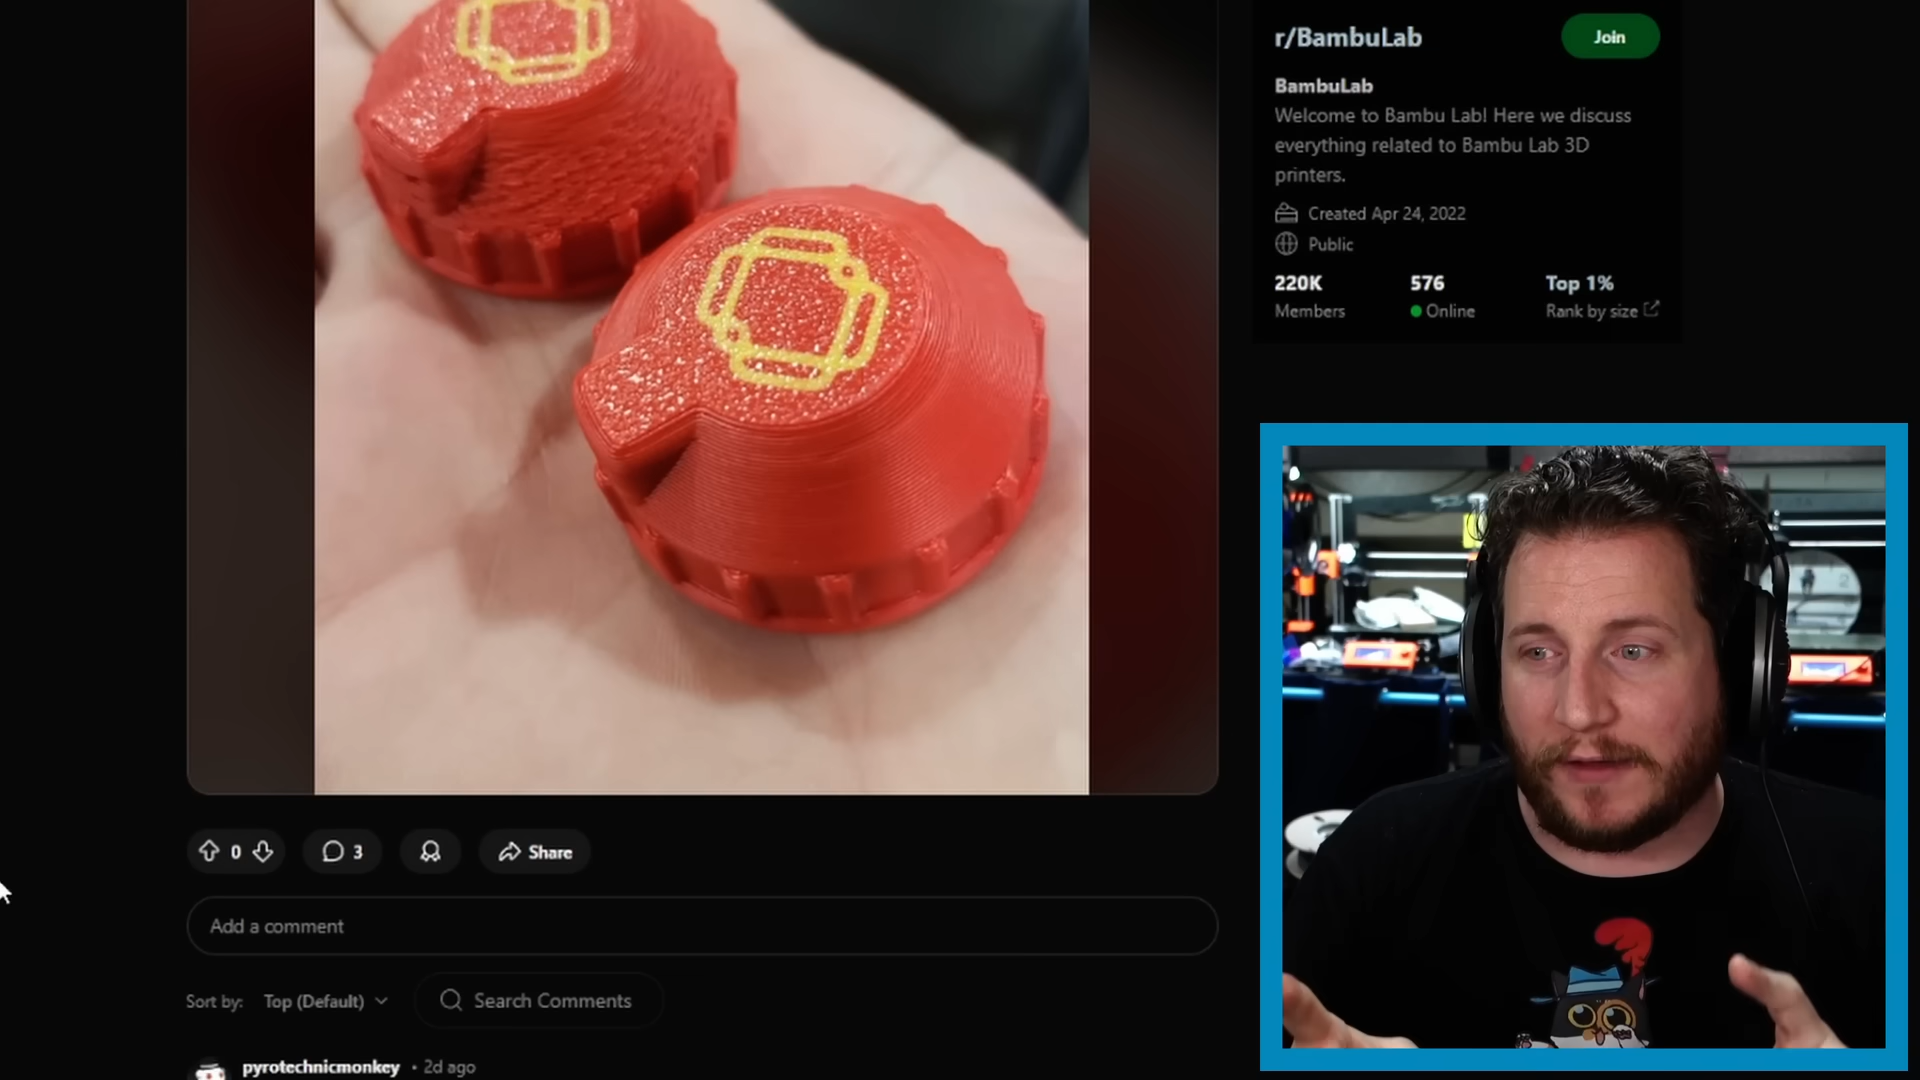 r/BambuLab
Join
BambuLab
Welcome to Bambu Lab! Here we discuss
everything related to Bambu Lab 3D
printers.
Created Apr 24, 2022
Public
220K
576
Top 1%
Members
Online
Rank by size
0
3
Share
Add a comment
Sort by:
Top (Default)
Search Comments
pyrotechnicmonkey • 2d ago